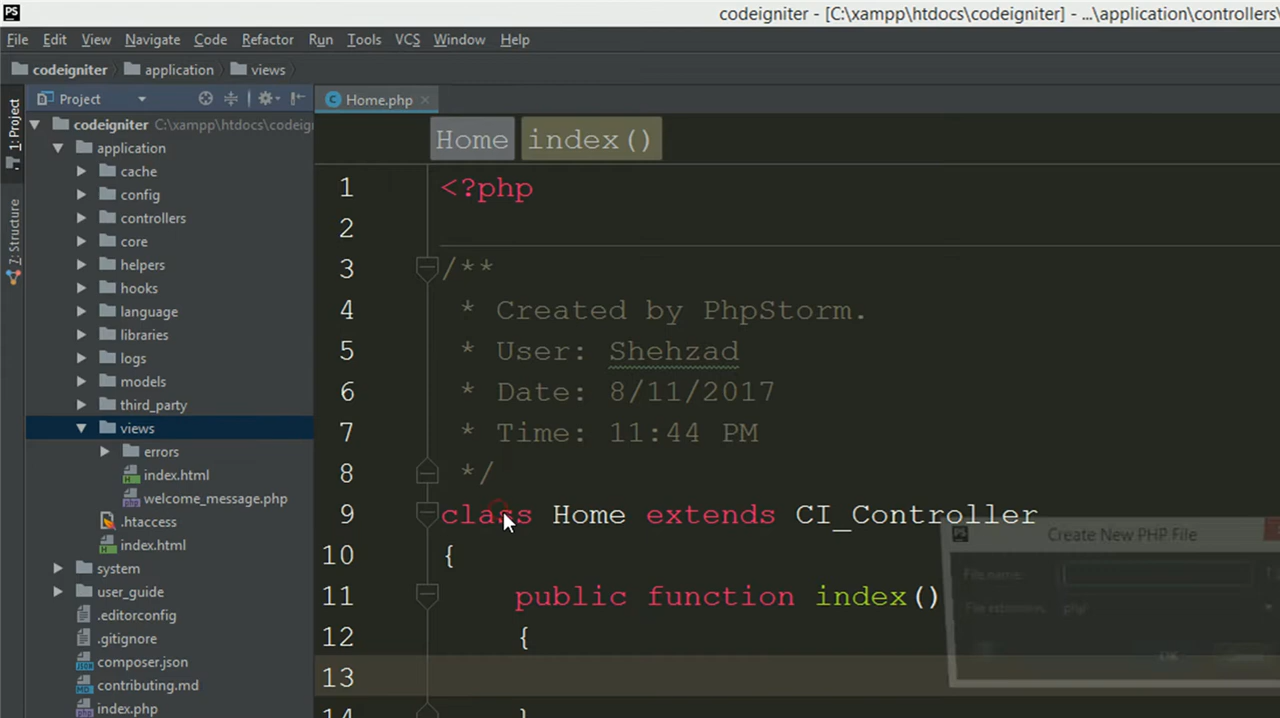 PS
codeigniter - [C:\xampp\htdocs\codeigniter] - ...\application\controllers\
File Edit View Navigate Code Refactor Run Tools VCS Window Help
codeigniter application views
Project
Home.php
1: Project
7: Structure
codeigniter C:\xampp\htdocs\codeig
application
cache
config
controllers
core
helpers
hooks
language
libraries
logs
models
third_party
views
errors
index.html
welcome_message.php
.htaccess
index.html
system
user_guide
.editorconfig
.gitignore
composer.json
contributing.md
index.php
Home index()
1 <?php
2
3 /**
4 * Created by PhpStorm.
5 * User: Shehzad
6 * Date: 8/11/2017
7 * Time: 11:44 PM
8 */
9 class Home extends CI_Controller
10 {
11 public function index()
12 {
13
14 }
Create New PHP File
File name:
File extension: php
OK